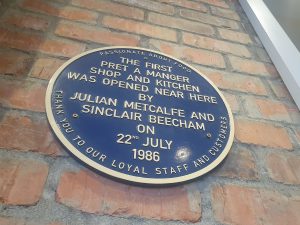 PASSIONATE ABOUT FOOD
THE FIRST
PRET A MANGER
SHOP AND KITCHEN
WAS OPENED NEAR HERE
BY
JULIAN METCALFE AND
SINCLAIR BEECHAM
ON
22ND JULY
1986
THANK YOU TO OUR LOYAL STAFF AND CUSTOMERS